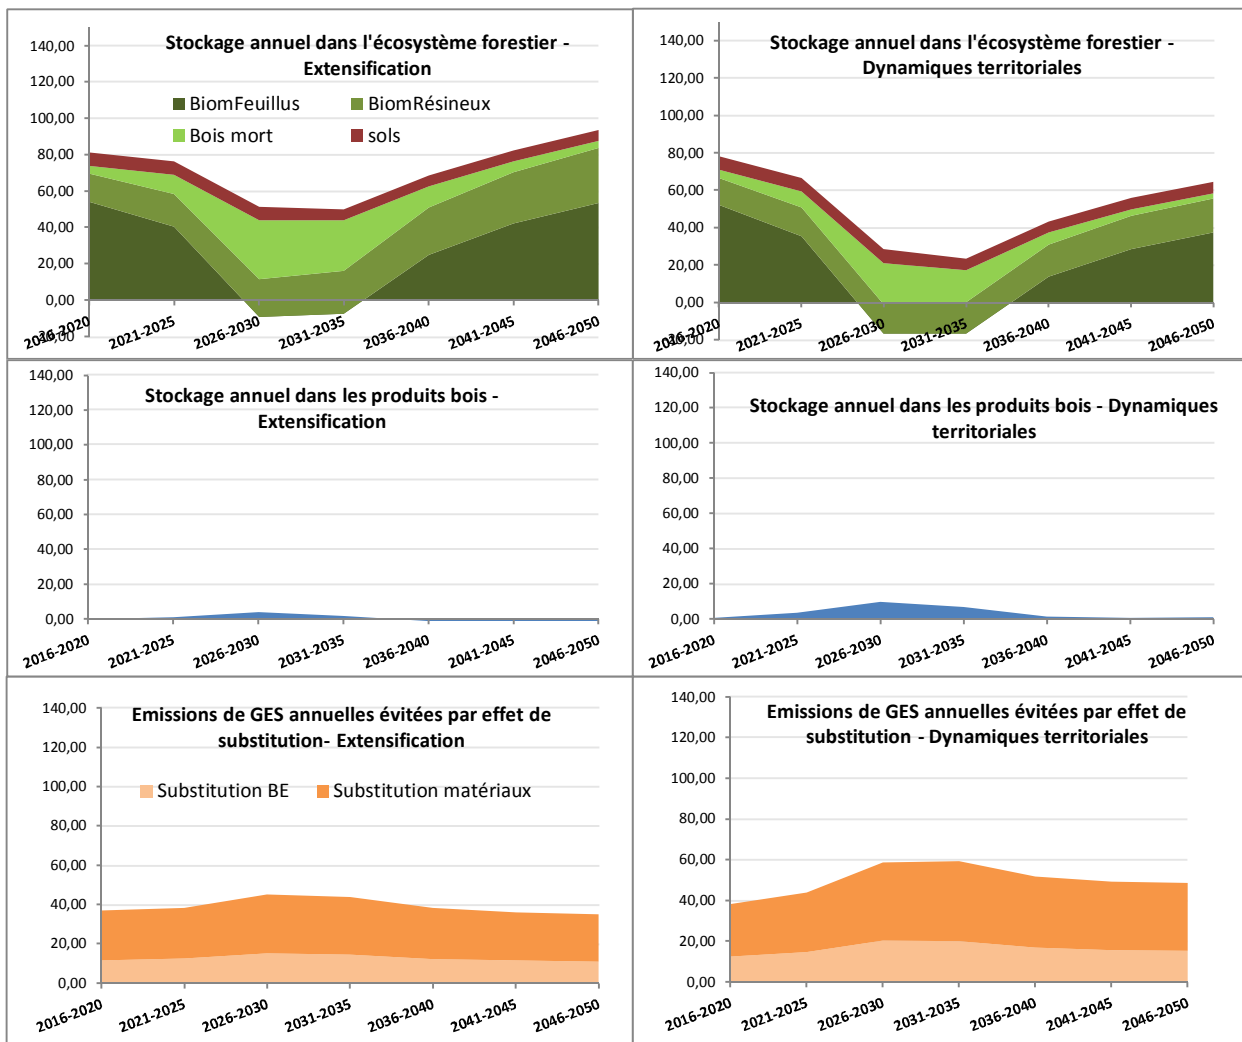 Stockage annuel dans l'écosystème forestier -
Extensification
BiomFeuillus BiomRésineux
Bois mort sols
140,00
120,00
100,00
80,00
60,00
40,00
20,00
0,00
2016-2020 2021-2025 2026-2030 2031-2035 2036-2040 2041-2045 2046-2050
Stockage annuel dans l'écosystème forestier -
Dynamiques territoriales
140,00
120,00
100,00
80,00
60,00
40,00
20,00
0,00
2016-2020 2021-2025 2026-2030 2031-2035 2036-2040 2041-2045 2046-2050
Stockage annuel dans les produits bois -
Extensification
140,00
120,00
100,00
80,00
60,00
40,00
20,00
0,00
2016-2020 2021-2025 2026-2030 2031-2035 2036-2040 2041-2045 2046-2050
Stockage annuel dans les produits bois - Dynamiques
territoriales
140,00
120,00
100,00
80,00
60,00
40,00
20,00
0,00
2016-2020 2021-2025 2026-2030 2031-2035 2036-2040 2041-2045 2046-2050
Emissions de GES annuelles évitées par effet de
substitution- Extensification
Substitution BE Substitution matériaux
140,00
120,00
100,00
80,00
60,00
40,00
20,00
0,00
2016-2020 2021-2025 2026-2030 2031-2035 2036-2040 2041-2045 2046-2050
Emissions de GES annuelles évitées par effet de
substitution - Dynamiques territoriales
140,00
120,00
100,00
80,00
60,00
40,00
20,00
0,00
2016-2020 2021-2025 2026-2030 2031-2035 2036-2040 2041-2045 2046-2050